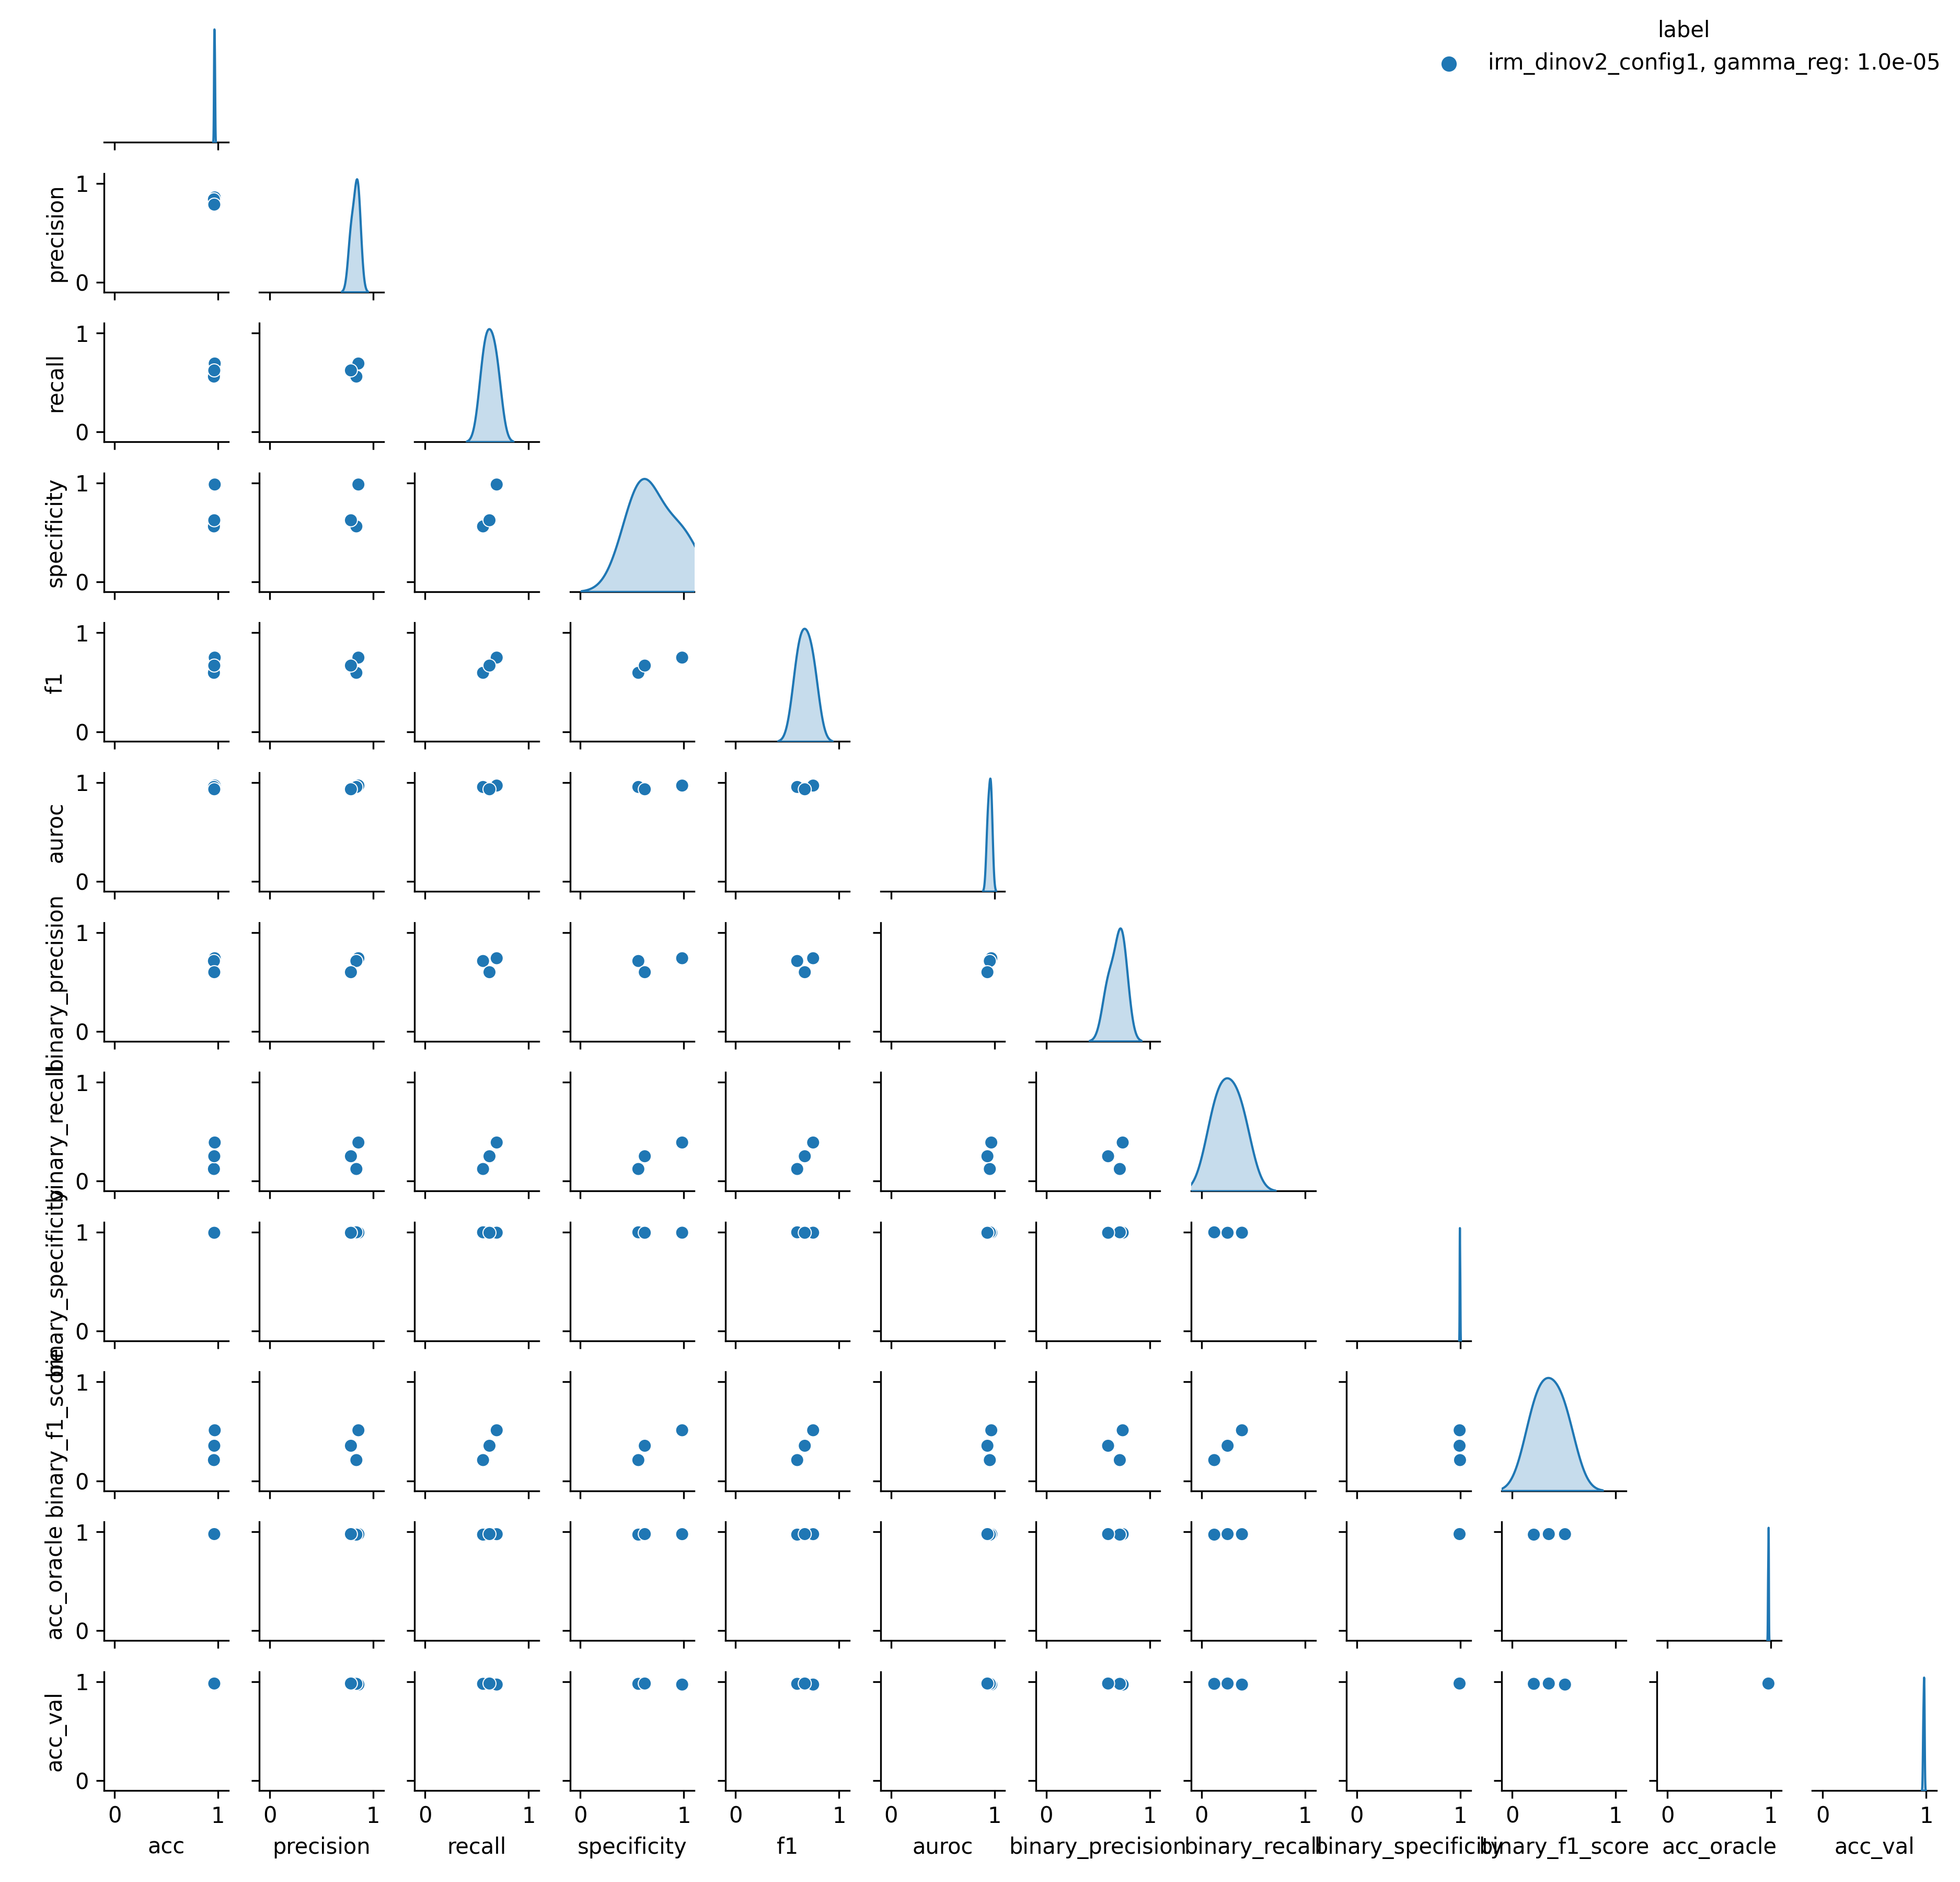 label
irm_dinov2_config1, gamma_reg: 1.0e-05
1
precision
0
1
recall
0
1
specificity
0
1
f1
0
1
auroc
0
1
binary_precision
0
1
binary_recall
0
1
binary_specificity
0
1
binary_f1_score
0
1
acc_oracle
0
1
acc_val
0
0 1 0 1 0 1 0 1 0 1 0 1 0 1 0 1 0 1 0 1 0 1 0 1
acc precision recall specificity f1 auroc binary_precision binary_recall binary_specificity binary_f1_score acc_oracle acc_val